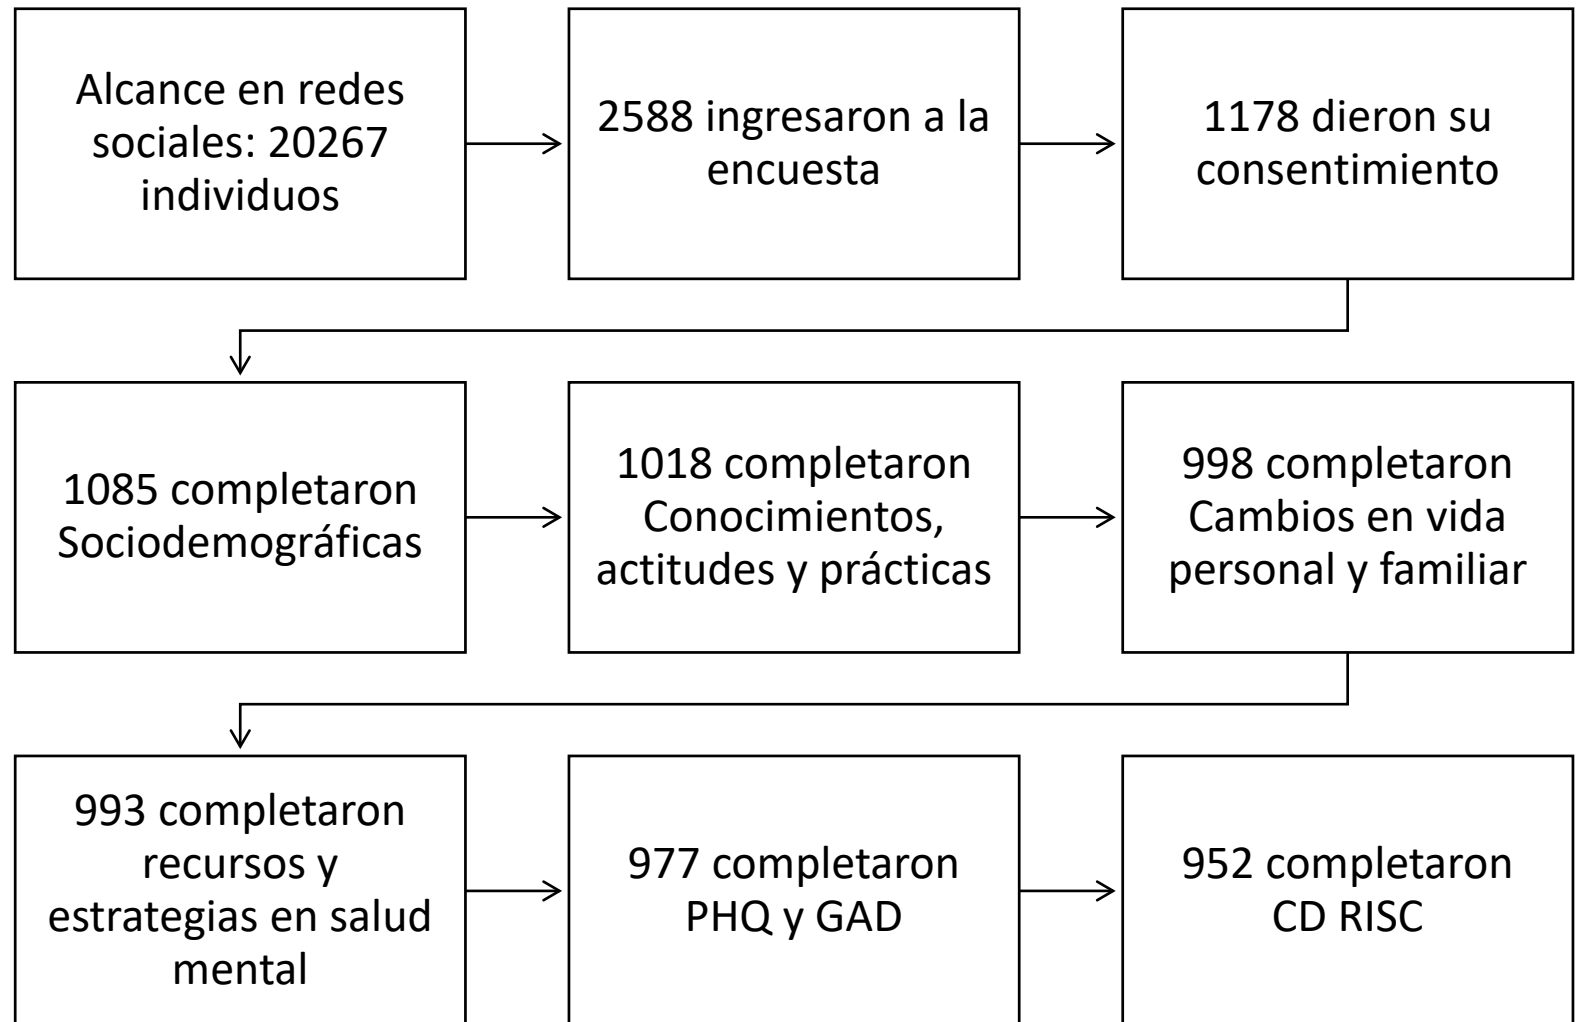 Alcance en redes
sociales: 20267
individuos
2588 ingresaron a la
encuesta
1178 dieron su
consentimiento
1085 completaron
Sociodemográficas
1018 completaron
Conocimientos,
actitudes y prácticas
998 completaron
Cambios en vida
personal y familiar
993 completaron
recursos y
estrategias en salud
mental
977 completaron
PHQ y GAD
952 completaron
CD RISC